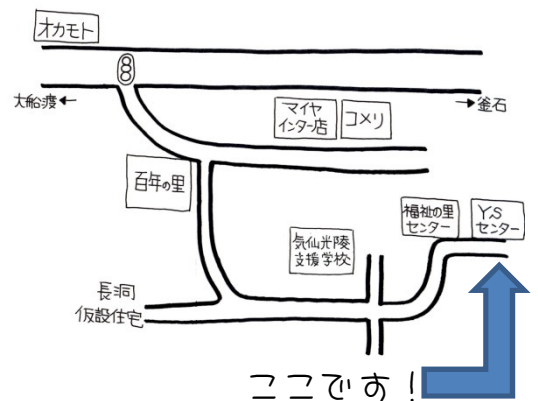 オカモト
大船渡←
→釜石
マイヤ
インター店
コメリ
百年の里
福祉の里
センター
Y・S
センター
気仙光陵
支援学校
長洞
仮設住宅
ここです!